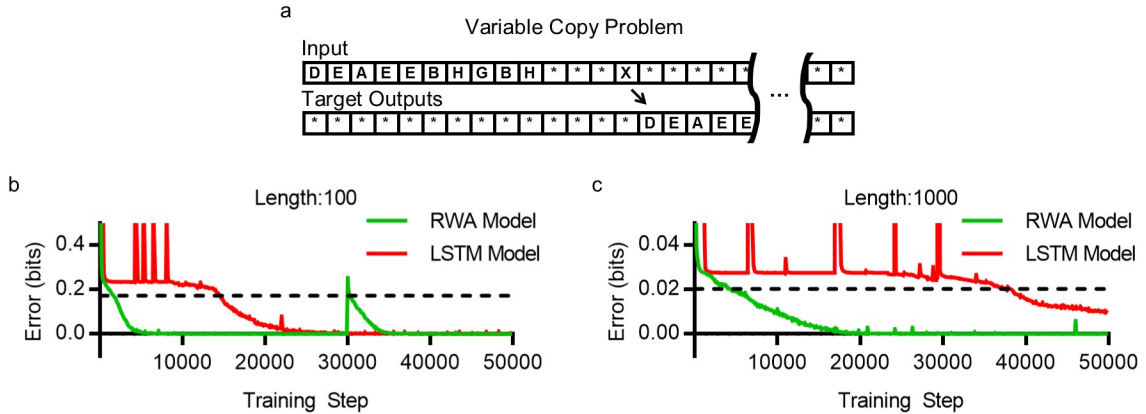 a
Variable Copy Problem
Input
D E A E E B H G B H * * * X * * * * * ... * *
Target Outputs
* * * * * * * * * * * * * * D E A E E * *
b
Length:100
RWA Model
LSTM Model
Error (bits)
0.4
0.2
0.0
10000 20000 30000 40000 50000
Training Step
c
Length:1000
RWA Model
LSTM Model
Error (bits)
0.04
0.02
0.00
10000 20000 30000 40000 50000
Training Step